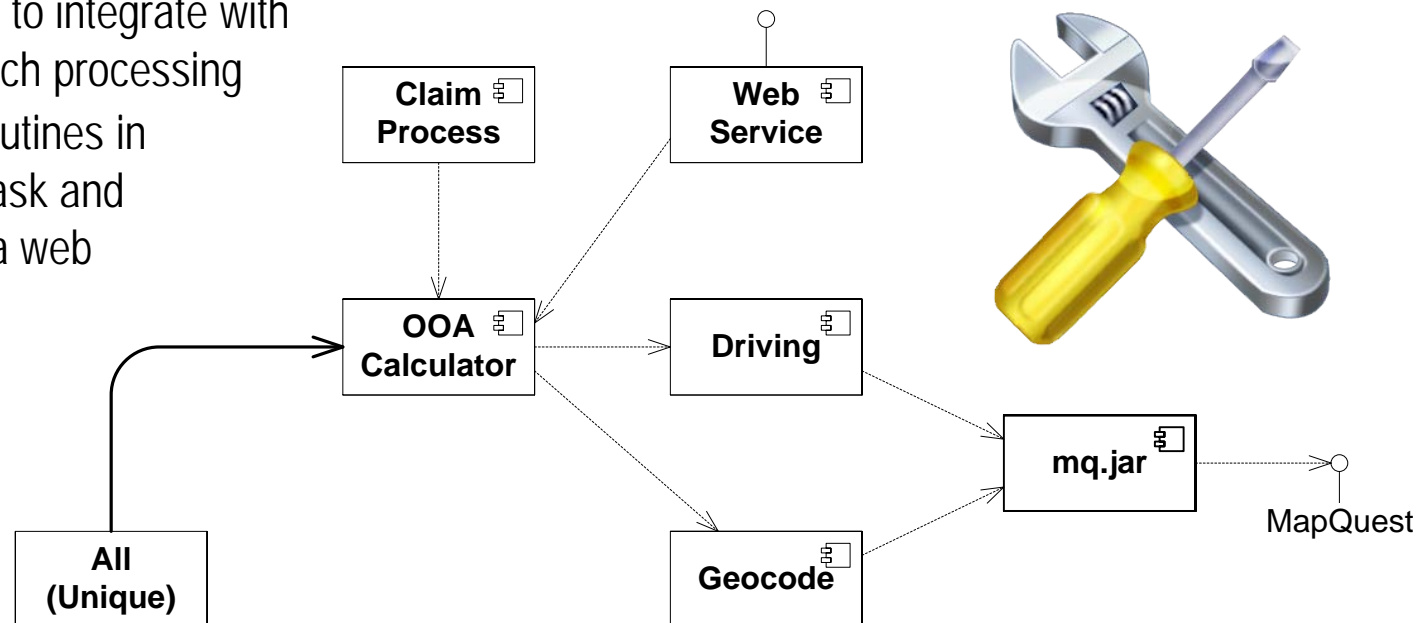 to integrate with
ch processing
utines in
ask and
a web
Claim
Process
Web
Service
OOA
Calculator
Driving
mq.jar
MapQuest
Geocode
All
(Unique)